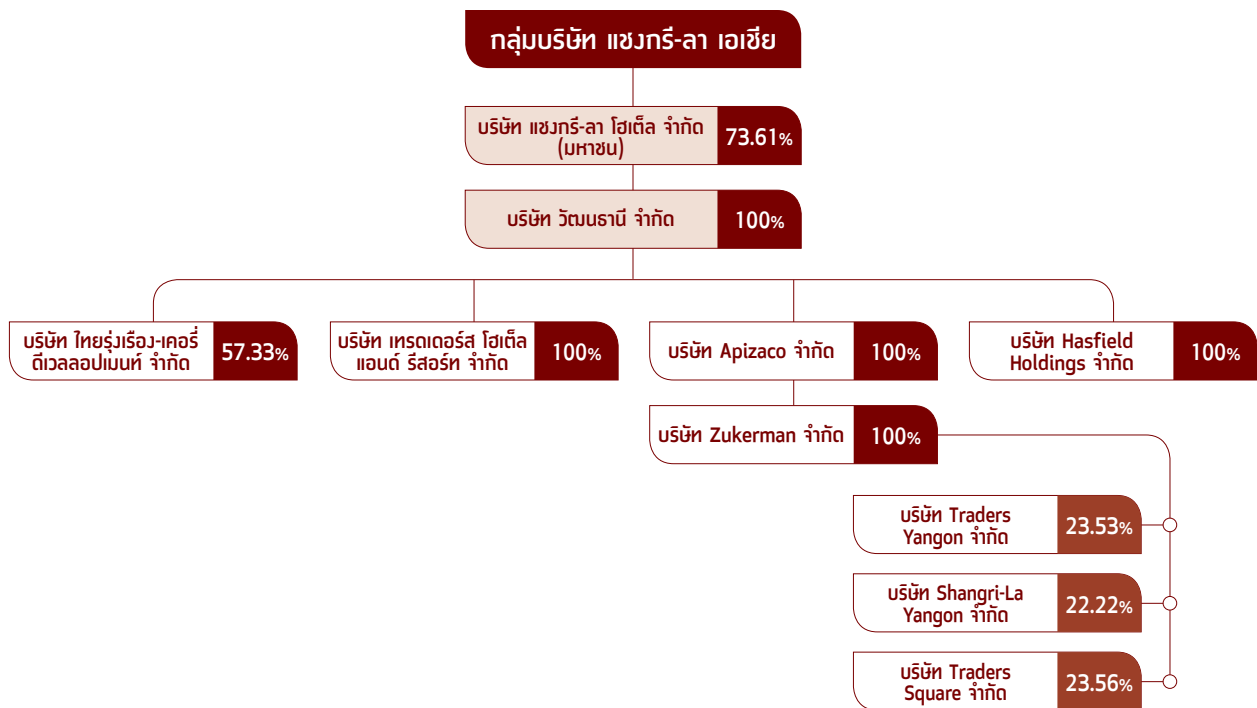 กลุ่มบริษัท แชงกรี-ลา เอเชีย
บริษัท แชงกรี-ลา โฮเต็ล จำกัด
(มหาชน)
73.61%
บริษัท วัฒนธานี จำกัด
100%
บริษัท ไทยรุ่งเรือง-เคอรี่
ดีเวลลอปเมนท์ จำกัด
57.33%
บริษัท เทรดเดอร์ส โฮเต็ล
แอนด์ รีสอร์ท จำกัด
100%
บริษัท Apizaco จำกัด
100%
บริษัท Hasfield
Holdings จำกัด
100%
บริษัท Zukerman จำกัด
100%
บริษัท Traders
Yangon จำกัด
23.53%
บริษัท Shangri-La
Yangon จำกัด
22.22%
บริษัท Traders
Square จำกัด
23.56%